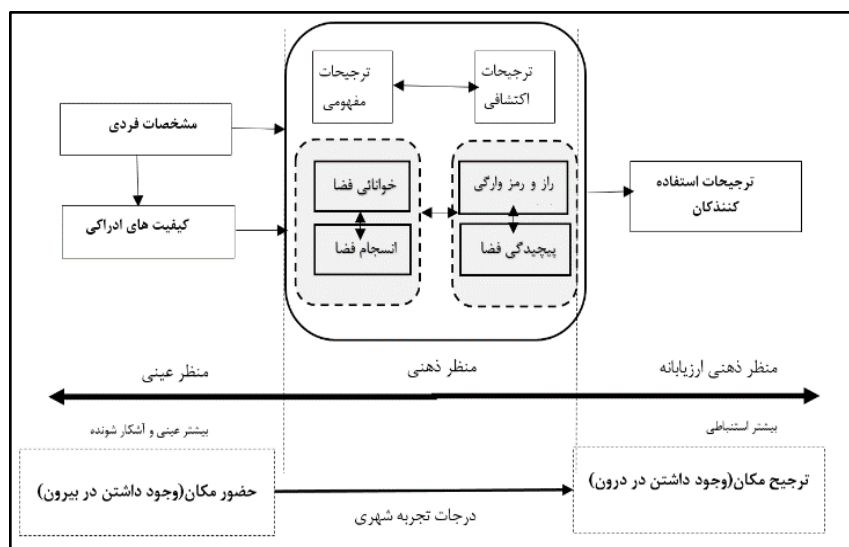 ترجیحات
مفهومی
ترجیحات
اکتشافی
مشخصات فردی
کیفیت های ادراکی
خوانائی فضا
انسجام فضا
راز و رمز وارگی
پیچیدگی فضا
ترجیحات استفاده
کنندکان
منظر عینی
منظر ذهنی
منظر ذهنی ارزیابانه
بیشتر عینی و آشکار شونده
بیشتر استنباطی
حضور مکان(وجود داشتن در بیرون)
ترجیح مکان(وجود داشتن در درون)
درجات تجربه شهری